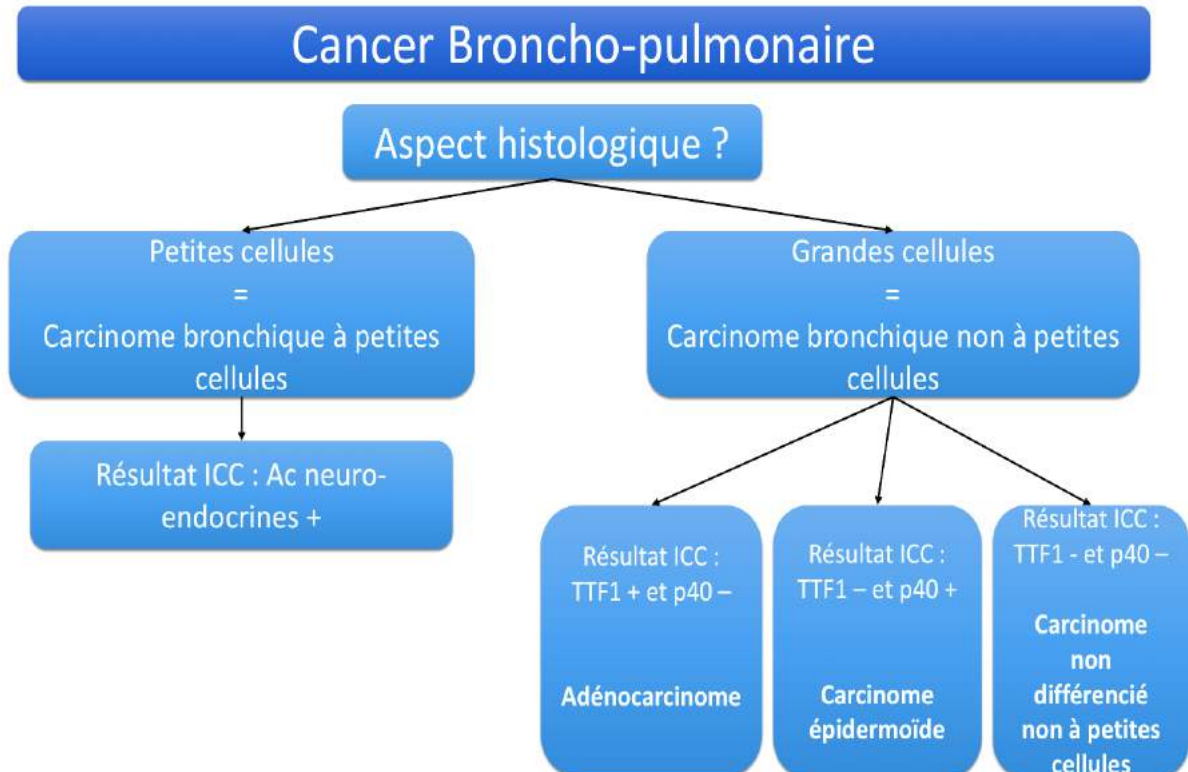 Cancer Broncho-pulmonaire
Aspect histologique ?
Petites cellules
=
Carcinome bronchique à petites
cellules
Grandes cellules
=
Carcinome bronchique non à petites
cellules
Résultat ICC : Ac neuro-
endocrines +
Résultat ICC :
TTF1 + et p40 –
Adénocarcinome
Résultat ICC :
TTF1 – et p40 +
Carcinome
épidermoïde
Résultat ICC :
TTF1 - et p40 –
Carcinome
non
différencié
non à petites
cellules